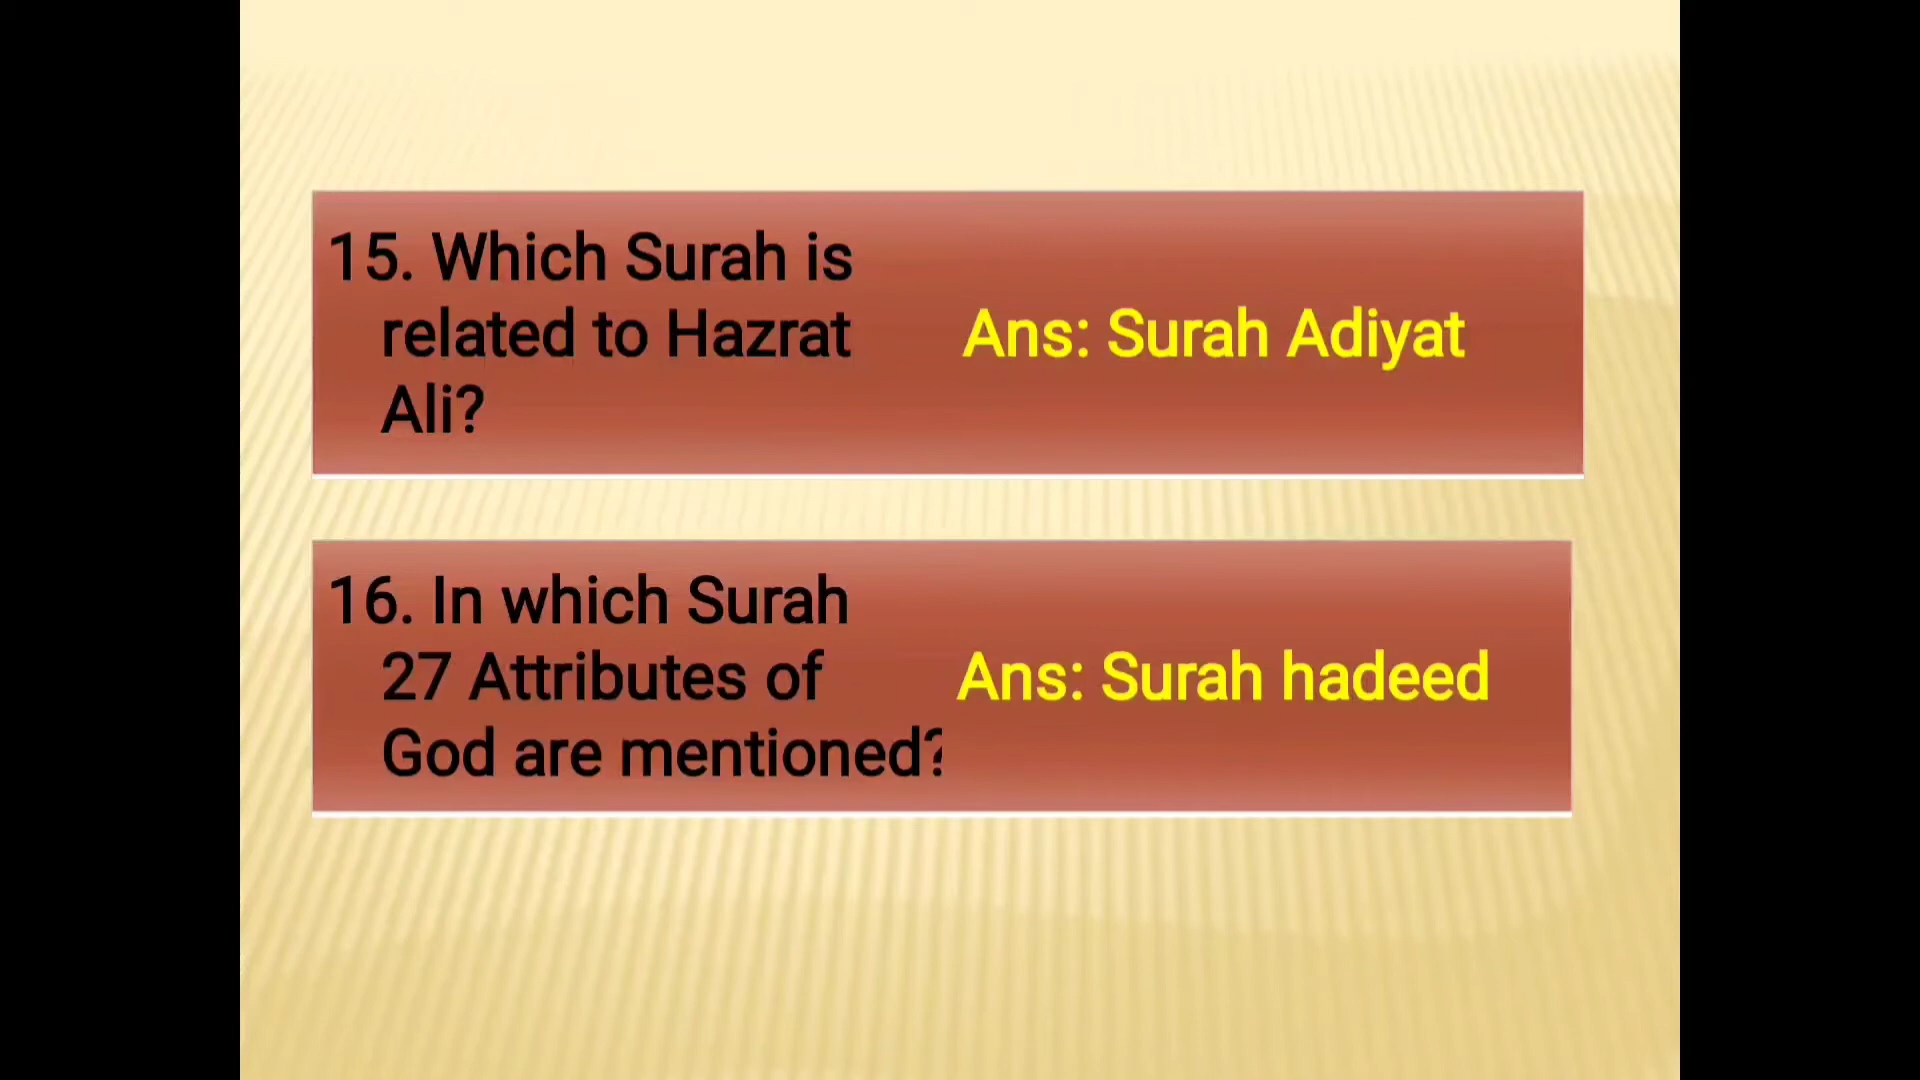 15. Which Surah is
related to Hazrat
Ali?
Ans: Surah Adiyat
16. In which Surah
27 Attributes of
God are mentioned?
Ans: Surah hadeed